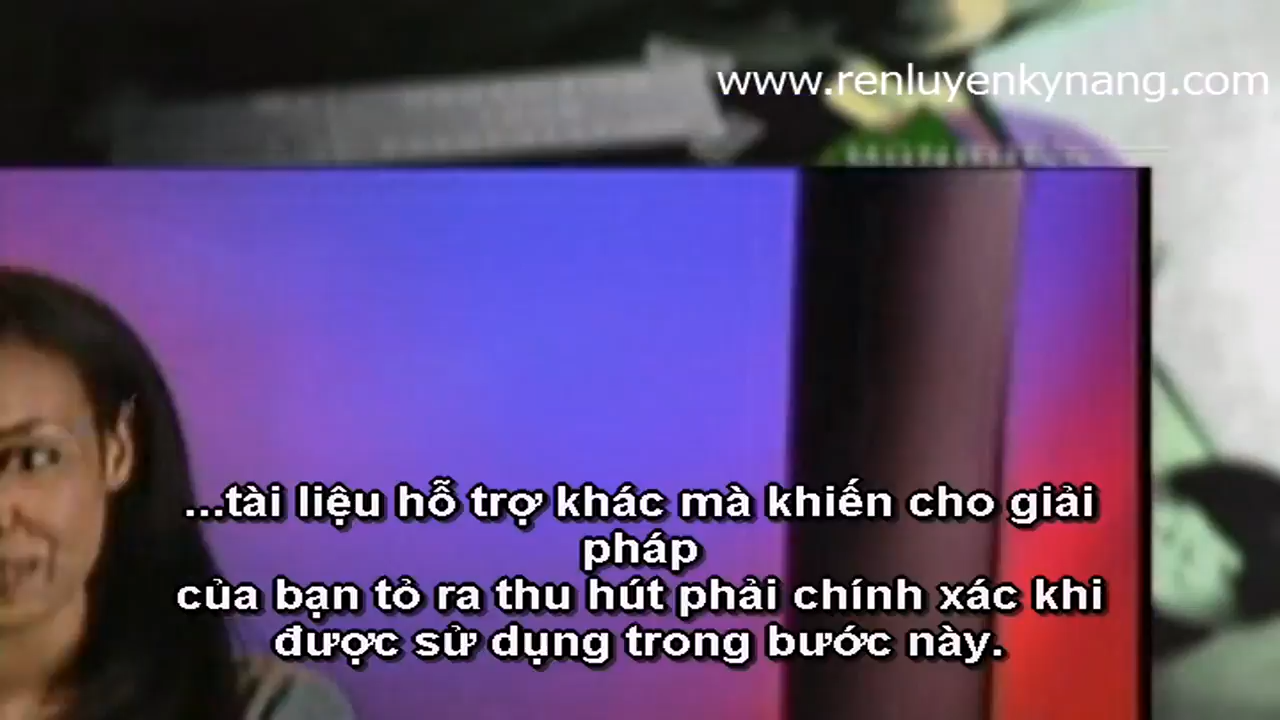 www.renluyenkynang.com
...tài liệu hỗ trợ khác mà khiến cho giải
pháp
của bạn tỏ ra thu hút phải chính xác khi
được sử dụng trong bước này.